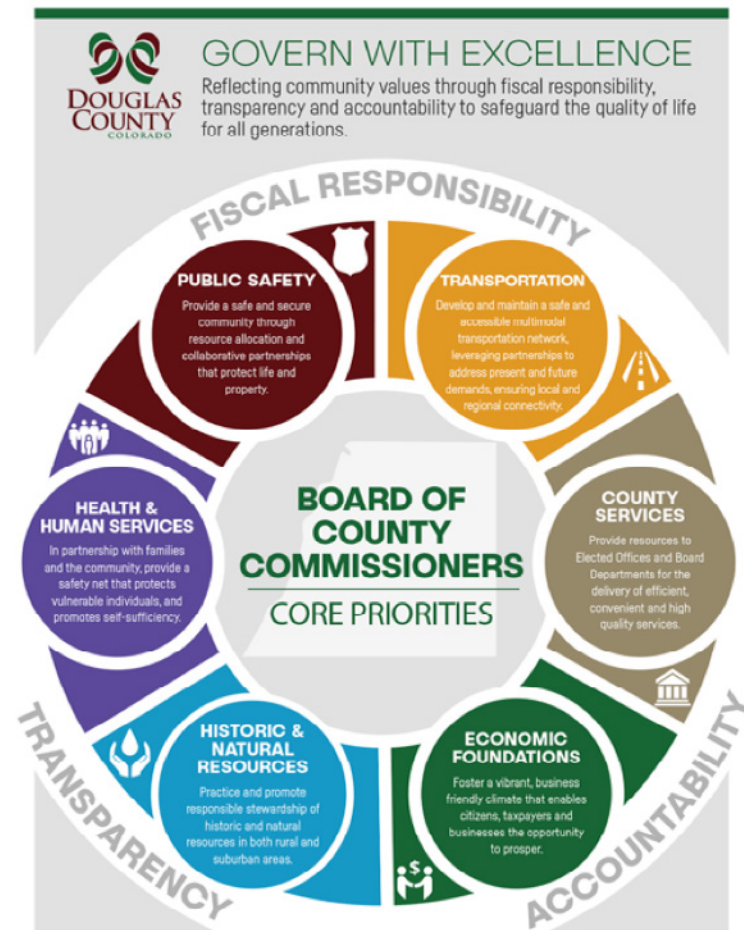 DOUGLAS
COUNTY
COLORADO
GOVERN WITH EXCELLENCE
Reflecting community values through fiscal responsibility,
transparency and accountability to safeguard the quality of life
for all generations.
FISCAL RESPONSIBILITY
PUBLIC SAFETY
Provide a safe and secure
community through
resource allocation and
collaborative partnerships
that protect life and
property.
TRANSPORTATION
Develop and maintain a safe and
accessible multimodal
transportation network,
leveraging partnerships to
address present and future
demands, ensuring local and
regional connectivity.
HEALTH &
HUMAN SERVICES
In partnership with families
and the community, provide a
safety net that protects
vulnerable individuals, and
promotes self-sufficiency.
BOARD OF
COUNTY
COMMISSIONERS
CORE PRIORITIES
COUNTY
SERVICES
Provide resources to
Elected Offices and Board
Departments for the
delivery of efficient,
convenient and high
quality services.
HISTORIC &
NATURAL
RESOURCES
Practice and promote
responsible stewardship of
historic and natural
resources in both rural and
suburban areas.
ECONOMIC
FOUNDATIONS
Foster a vibrant, business
friendly climate that enables
citizens, taxpayers and
businesses the opportunity
to prosper.
$
TRANSPARENCY
ACCOUNTABILITY